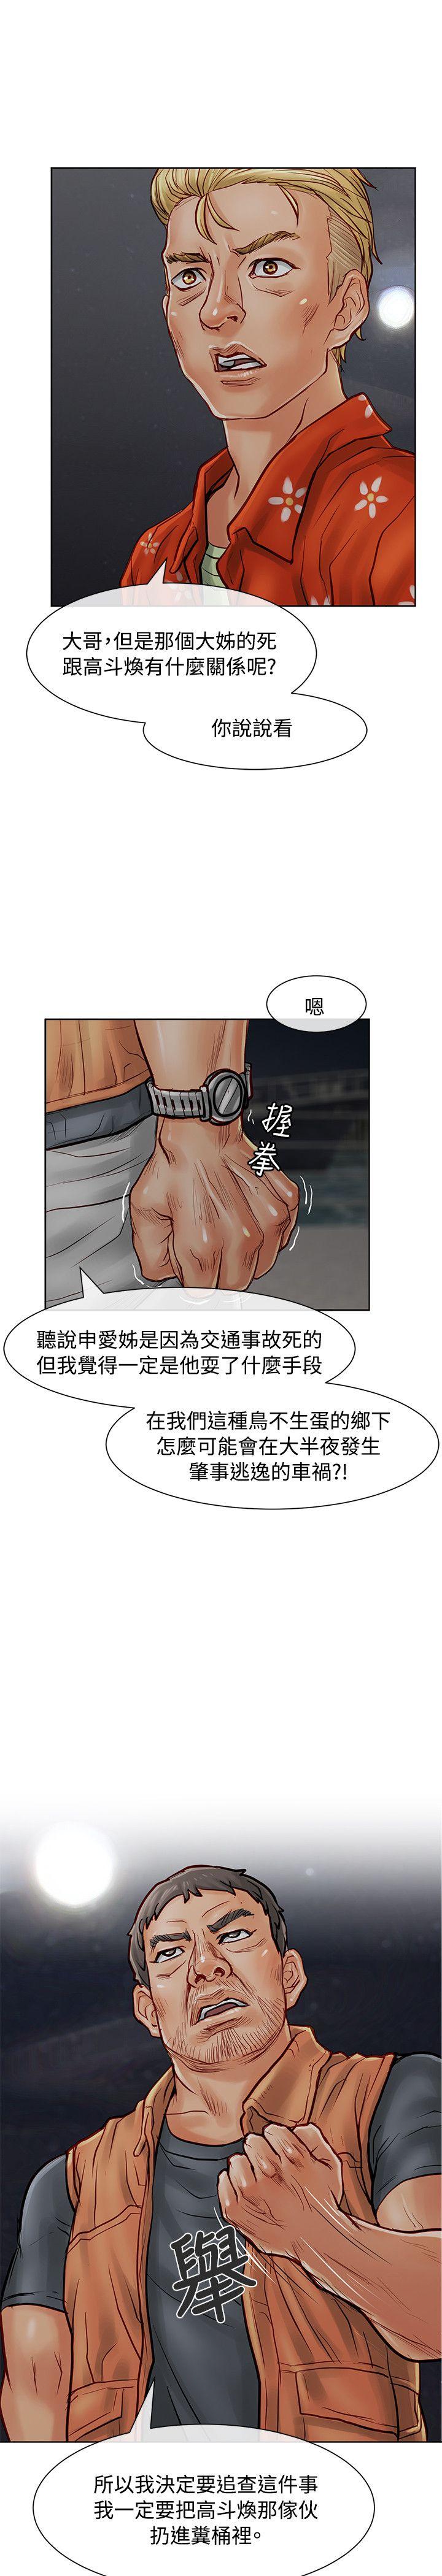 大哥，但是那個大姊的死
跟高斗煥有什麼關係呢?
你說說看
嗯
握
拳
聽說申愛姊是因為交通事故死的
但我覺得一定是他耍了什麼手段
在我們這種鳥不生蛋的鄉下
怎麼可能會在大半夜發生
肇事逃逸的車禍?!
舉
所以我決定要追查這件事
我一定要把高斗煥那傢伙
扔進糞桶裡。